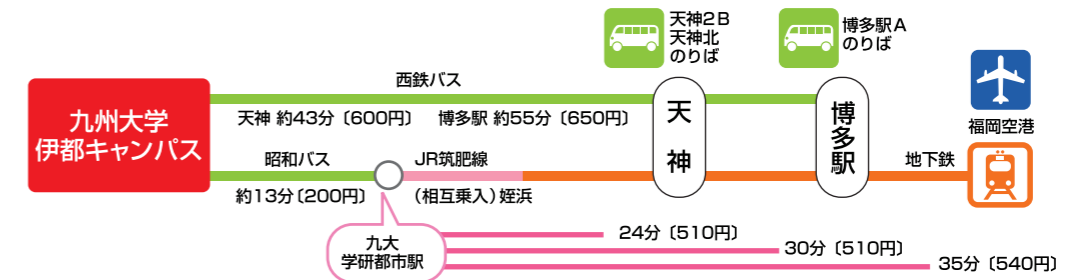 天神2B
天神北
のりば
博多駅A
のりば
西鉄バス
九州大学
伊都キャンパス
天神 約43分〔600円〕 博多駅 約55分〔650円〕
天神
博多駅
福岡空港
昭和バス
JR筑肥線
地下鉄
約13分〔200円〕
(相互乗入)姪浜
九大
学研都市駅
24分〔510円〕
30分〔510円〕
35分〔540円〕